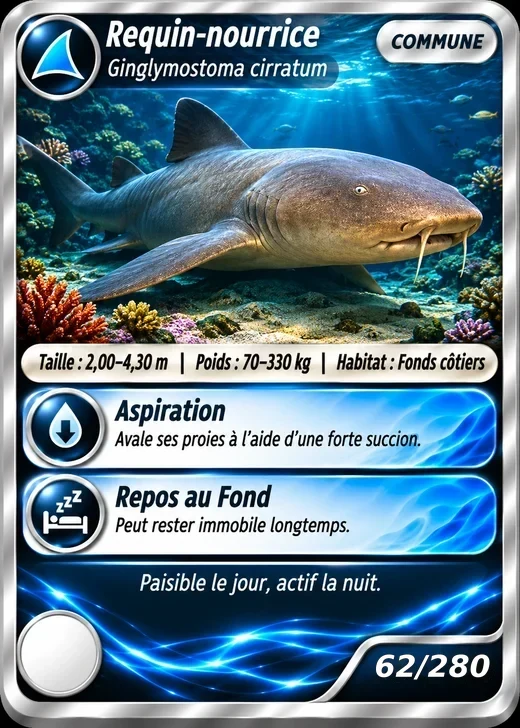 Requin-nourrice
Ginglymostoma cirratum
COMMUNE
Taille : 2,00–4,30 m | Poids : 70–330 kg | Habitat : Fonds côtiers
Aspiration
Avale ses proies à l'aide d'une forte succion.
zzZ
Repos au Fond
Peut rester immobile longtemps.
Paisible le jour, actif la nuit.
62/280